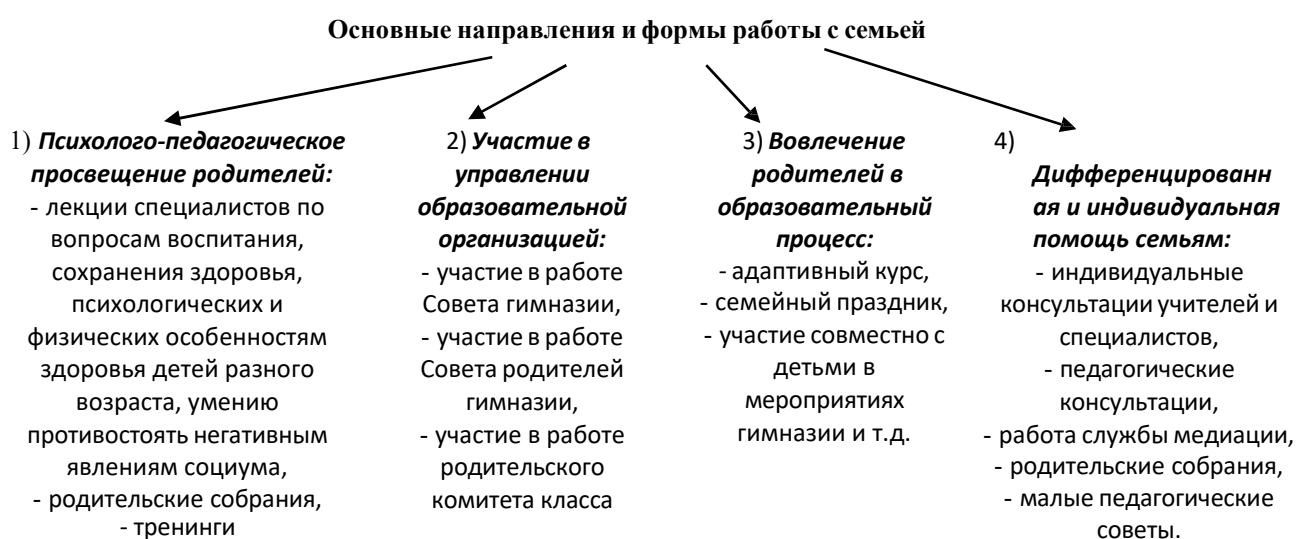 Основные направления и формы работы с семьей
1) Психолого-педагогическое
просвещение родителей:
- лекции специалистов по
вопросам воспитания,
сохранения здоровья,
психологических и
физических особенностям
здоровья детей разного
возраста, умению
противостоять негативным
явлениям социума,
- родительские собрания,
- тренинги
2) Участие в
управлении
образовательной
организацией:
- участие в работе
Совета гимназии,
- участие в работе
Совета родителей
гимназии,
- участие в работе
родительского
комитета класса
3) Вовлечение
родителей в
образовательный
процесс:
- адаптивный курс,
- семейный праздник,
- участие совместно с
детьми в
мероприятиях
гимназии и т.д.
4)
Дифференцированн
ая и индивидуальная
помощь семьям:
- индивидуальные
консультации учителей и
специалистов,
- педагогические
консультации,
- работа службы медиации,
- родительские собрания,
- малые педагогические
советы.